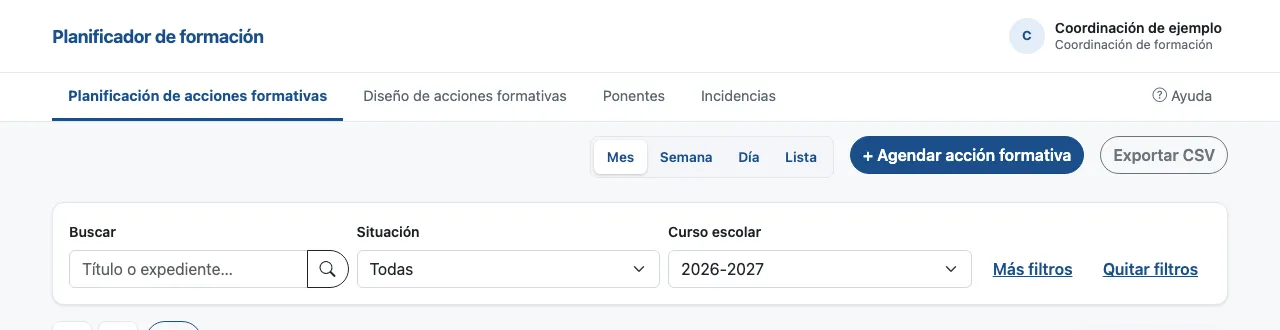 Planificador de formación
C
Coordinación de ejemplo
Coordinación de formación
Planificación de acciones formativas
Diseño de acciones formativas
Ponentes
Incidencias
? Ayuda
Mes
Semana
Día
Lista
+ Agendar acción formativa
Exportar CSV
Buscar
Situación
Curso escolar
Título o expediente...
Todas
2026-2027
Más filtros
Quitar filtros